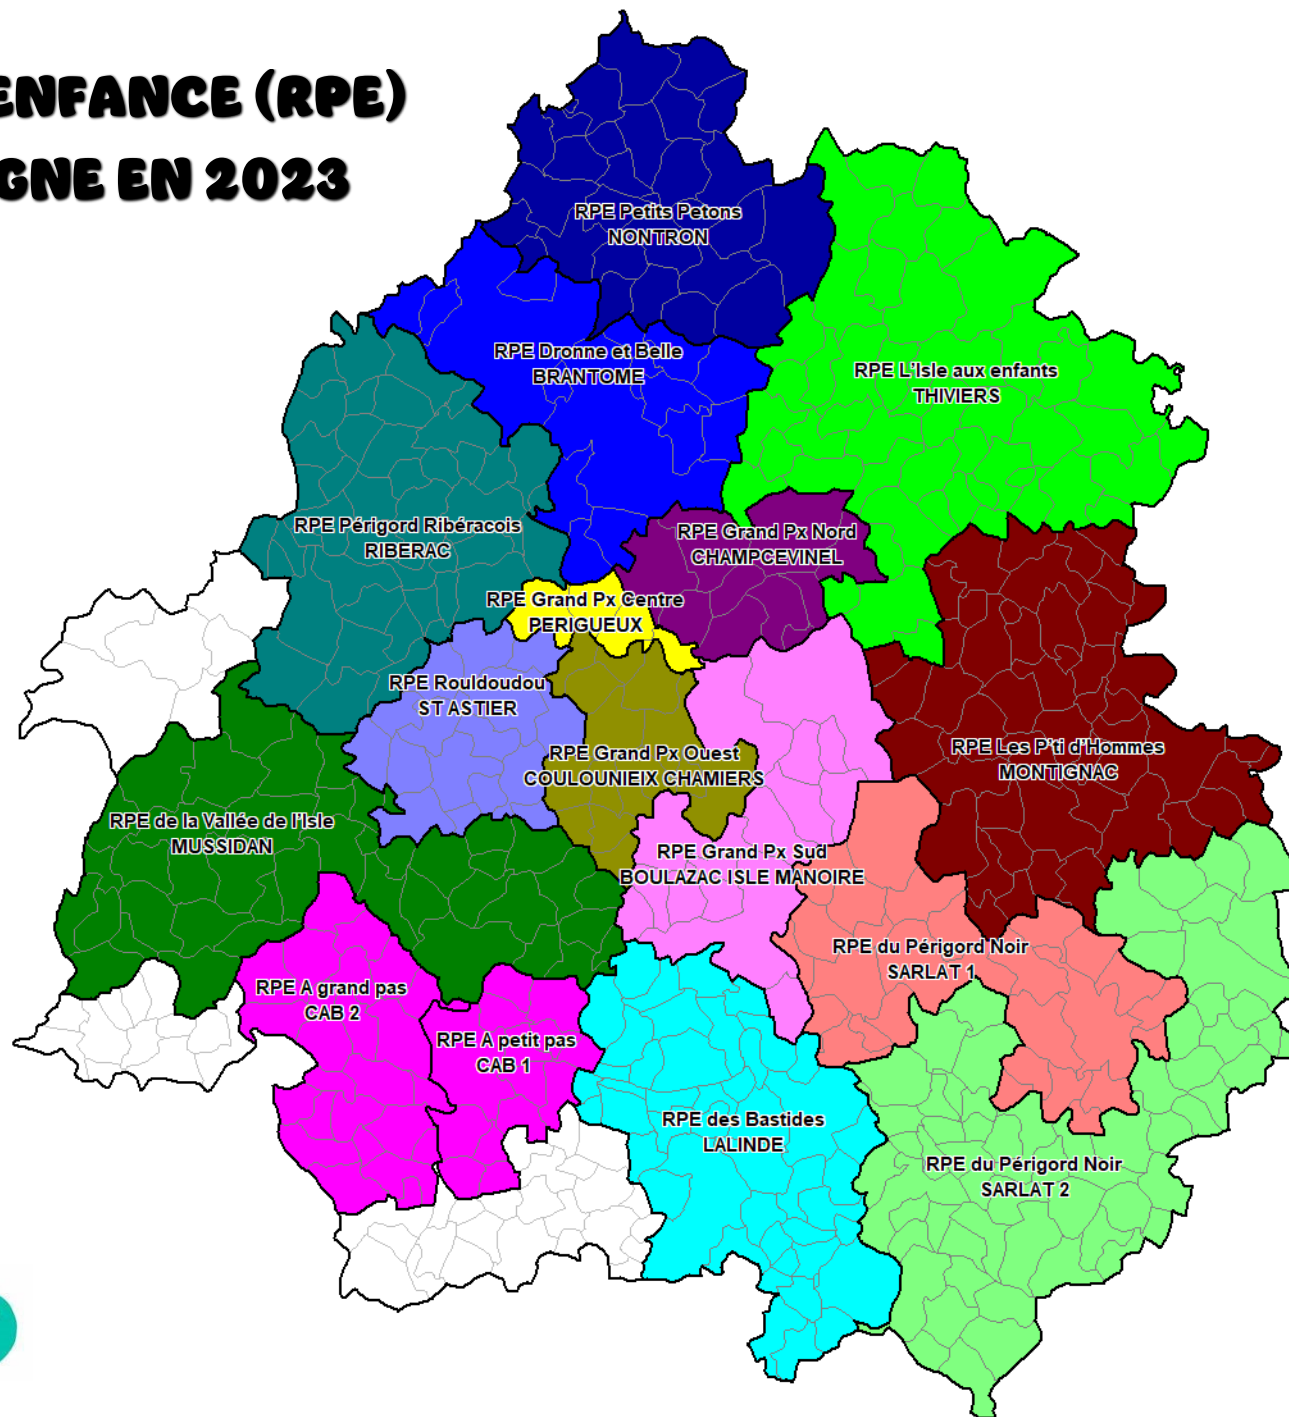 ENFANCE (RPE)
GNE EN 2023
RPE Petits Petons
NONTRON
RPE Dronne et Belle
BRANTOME
RPE L'Isle aux enfants
THIVIERS
RPE Périgord Ribéracois
RIBERAC
RPE Grand Px Nord
CHAMPCEVINEL
RPE Grand Px Centre
PERIGUEUX
RPE Rouldoudou
ST ASTIER
RPE Grand Px Ouest
COULOUNIEIX CHAMIERS
RPE Les P'ti d'Hommes
MONTIGNAC
RPE de la Vallée de l'Isle
MUSSIDAN
RPE Grand Px Sud
BOULAZAC ISLE MANOIRE
RPE du Périgord Noir
SARLAT 1
RPE A grand pas
CAB 2
RPE A petit pas
CAB 1
RPE des Bastides
LALINDE
RPE du Périgord Noir
SARLAT 2